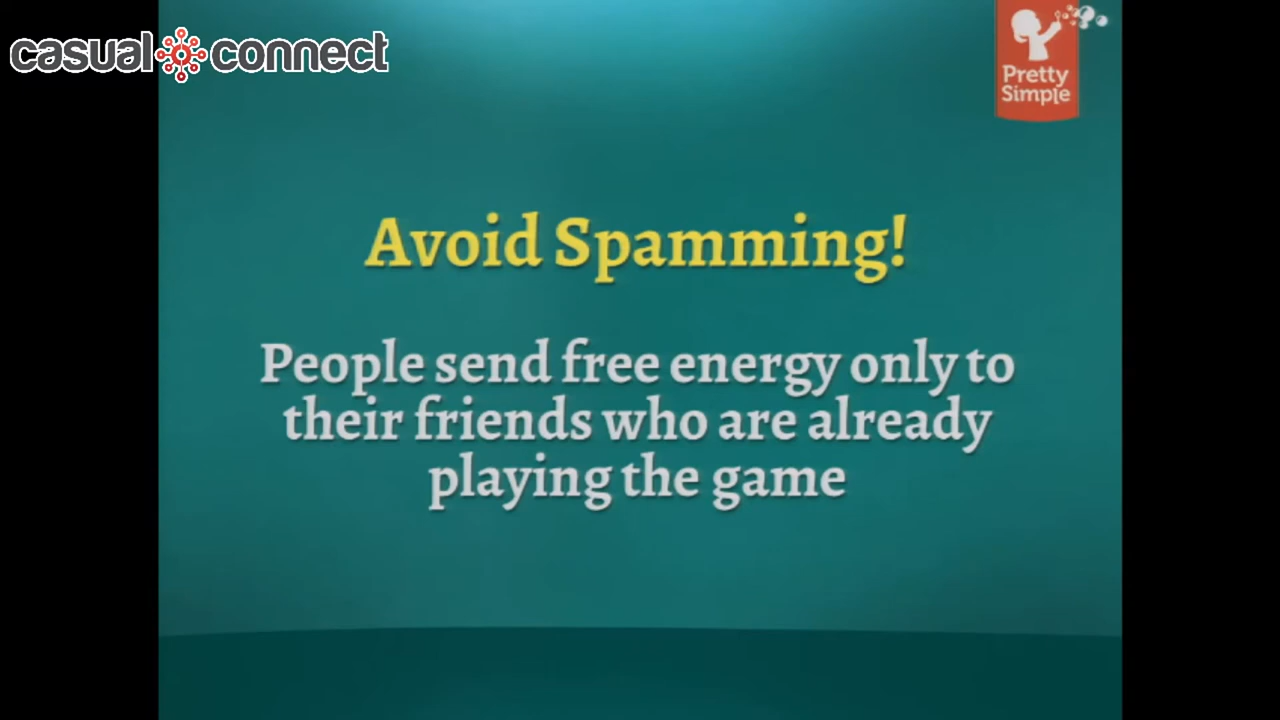 casual connect
Pretty
Simple
Avoid Spamming!
People send free energy only to
their friends who are already
playing the game